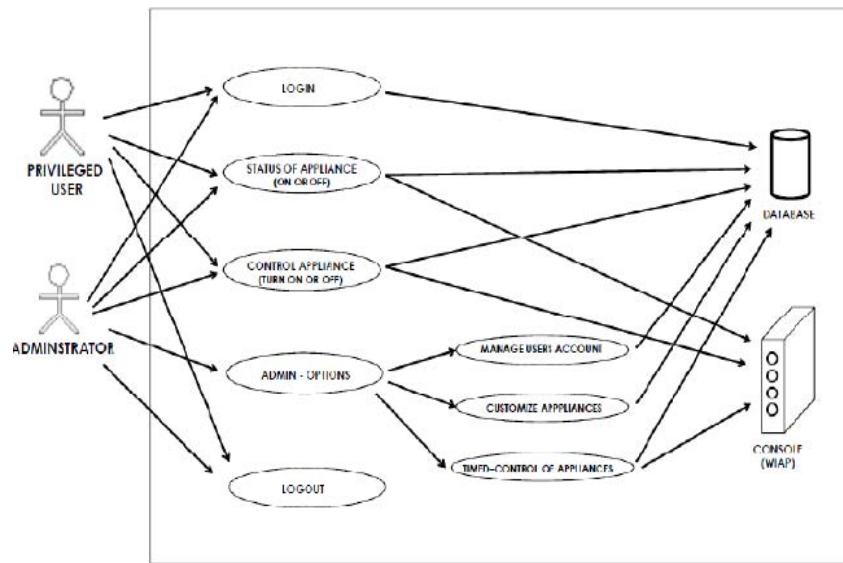 LOGIN
PRIVILEGED
USER
STATUS OF APPLIANCE
(ON OR OFF)
DATABASE
CONTROL APPLIANCE
(TURN ON OR OFF)
ADMINSTRATOR
MANAGE USERS ACCOUNT
ADMIN - OPTIONS
CUSTOMIZE APPPLIANCES
CONSOLE
(WIAP)
TIMED-CONTROL OF APPLIANCES
LOGOUT